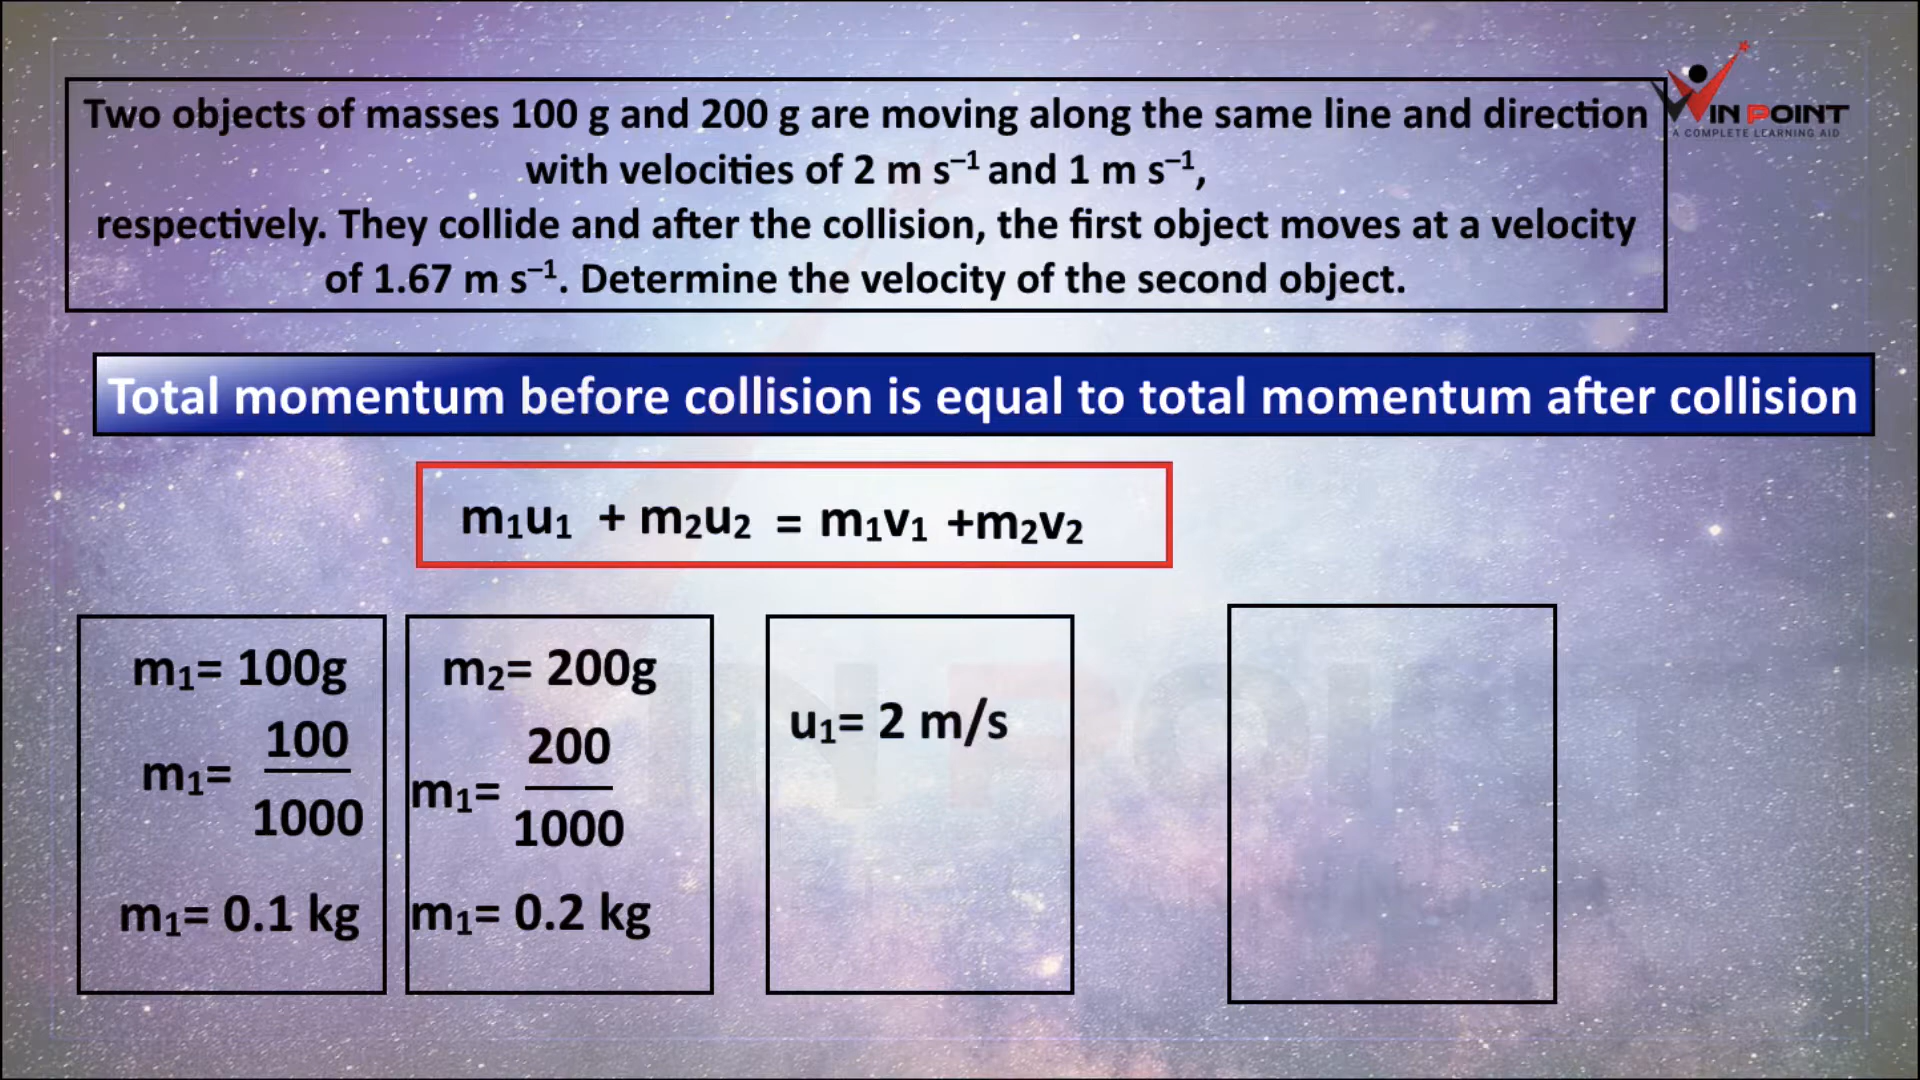 Two objects of masses 100 g and 200 g are moving along the same line and direction
with velocities of 2 m s⁻¹ and 1 m s⁻¹,
respectively. They collide and after the collision, the first object moves at a velocity
of 1.67 m s⁻¹. Determine the velocity of the second object.
WIN POINT
A COMPLETE LEARNING AID
Total momentum before collision is equal to total momentum after collision
m₁u₁ + m₂u₂ = m₁v₁ +m₂v₂
m₁= 100g
m₁= 100
1000
m₁= 0.1 kg
m₂= 200g
m₁= 200
1000
m₁= 0.2 kg
u₁= 2 m/s
IN POINT